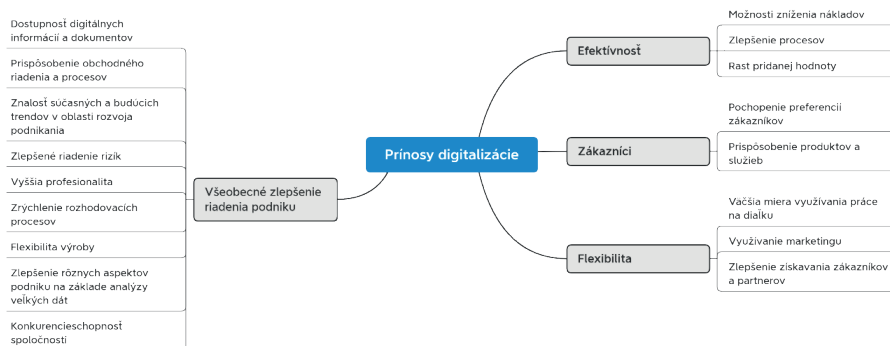 Dostupnosť digitálnych
informácií a dokumentov
Prispôsobenie obchodného
riadenia a procesov
Znalosť súčasných a budúcich
trendov v oblasti rozvoja
podnikania
Zlepšené riadenie rizík
Vyššia profesionalita
Zrýchlenie rozhodovacích
procesov
Flexibilita výroby
Zlepšenie rôznych aspektov
podniku na základe analýzy
veľkých dát
Konkurencieschopnosť
spoločnosti
Všeobecné zlepšenie
riadenia podniku
Prínosy digitalizácie
Efektívnosť
Možnosti zníženia nákladov
Zlepšenie procesov
Rast pridanej hodnoty
Zákazníci
Pochopenie preferencií
zákazníkov
Prispôsobenie produktov a
služieb
Flexibilita
Väčšia miera využívania práce
na diaľku
Využívanie marketingu
Zlepšenie získavania zákazníkov
a partnerov